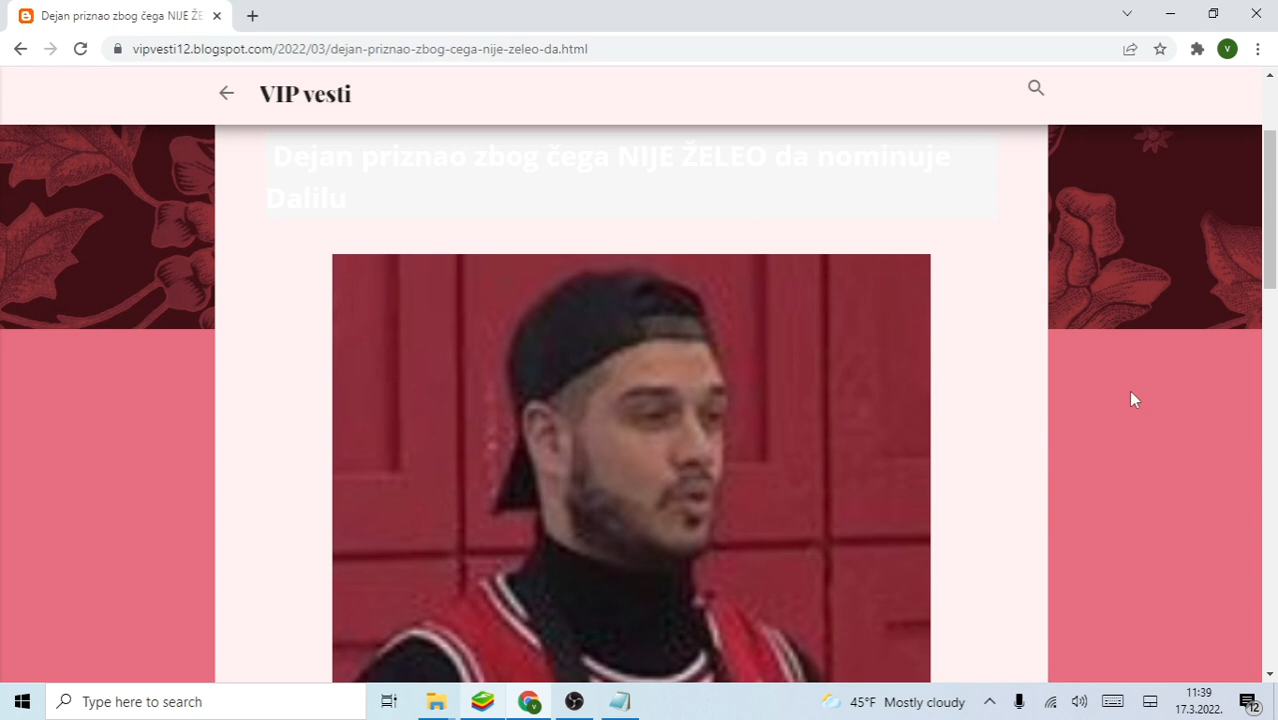 Dejan priznao zbog čega NIJE ŽE
vipvesti12.blogspot.com/2022/03/dejan-priznao-zbog-cega-nije-zeleo-da.html
V
VIP vesti
Dejan priznao zbog čega NIJE ŽELEO da nominuje
Dalilu
Type here to search
45°F Mostly cloudy
11:39
17.3.2022.
12